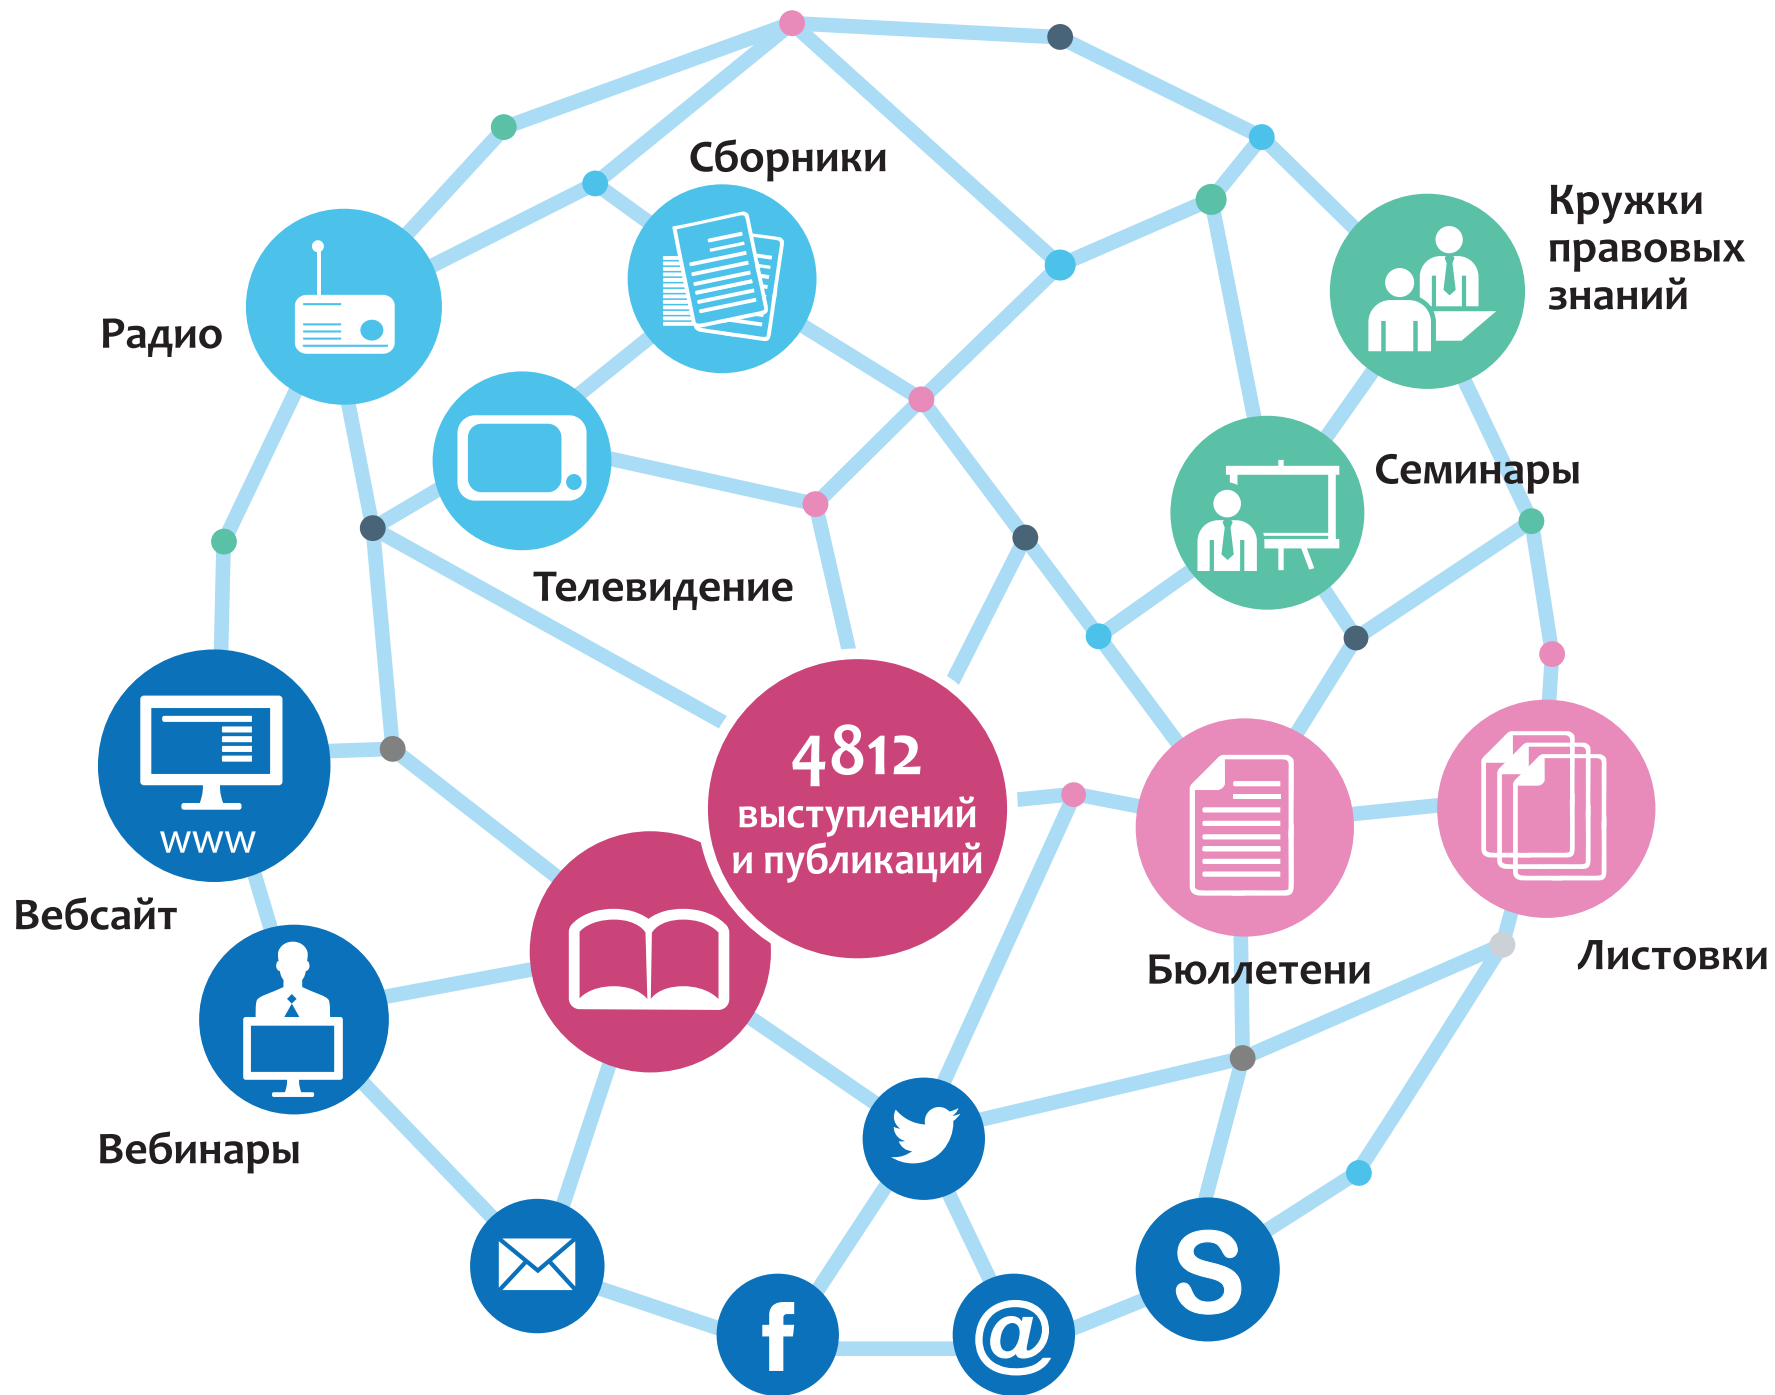 Сборники
Кружки
правовых
знаний
Радио
Семинары
Телевидение
4812
выступлений
и публикаций
www
Вебсайт
Бюллетени
Листовки
Вебинары
f
@
S